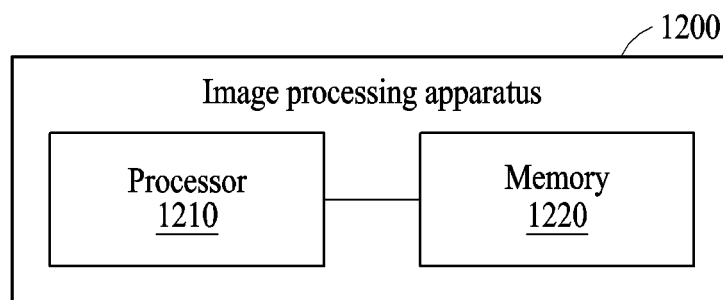 1200
Image processing apparatus
Processor
1210
Memory
1220